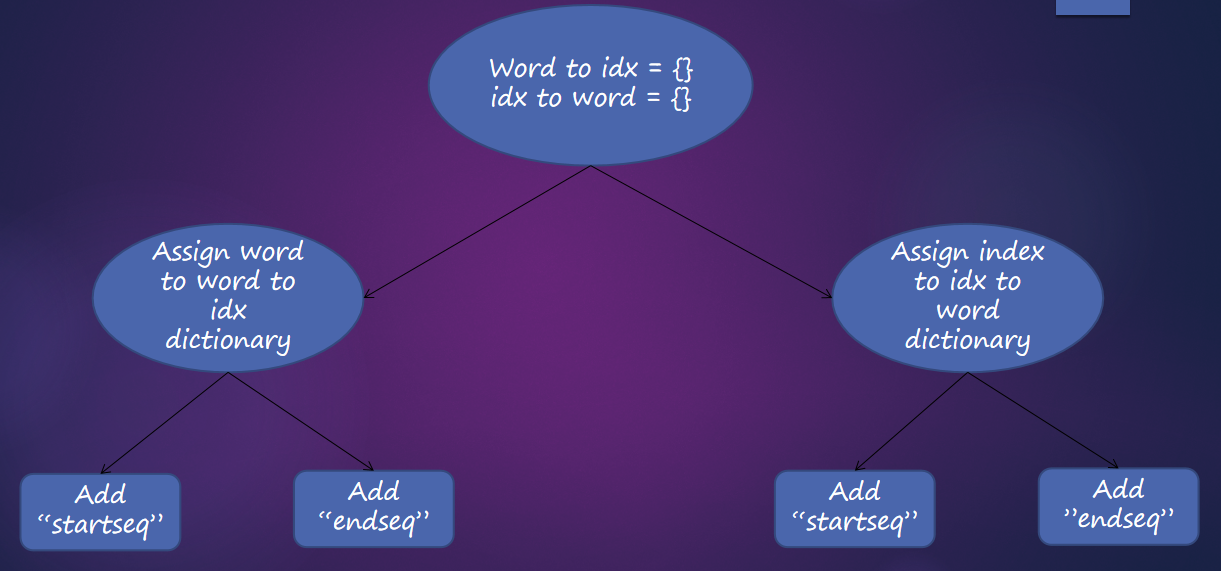 Word to idx = {}
idx to word = {}
Assign word
to word to
idx
dictionary
Assign index
to idx to
word
dictionary
Add
“startseq”
Add
“endseq”
Add
“startseq”
Add
”endseq”